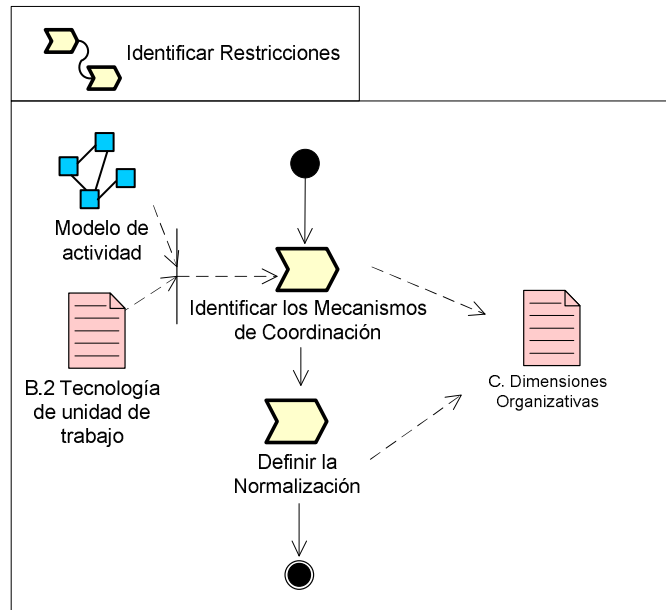 Identificar Restricciones
Modelo de
actividad
Identificar los Mecanismos
de Coordinación
B.2 Tecnología
de unidad de
trabajo
C. Dimensiones
Organizativas
Definir la
Normalización